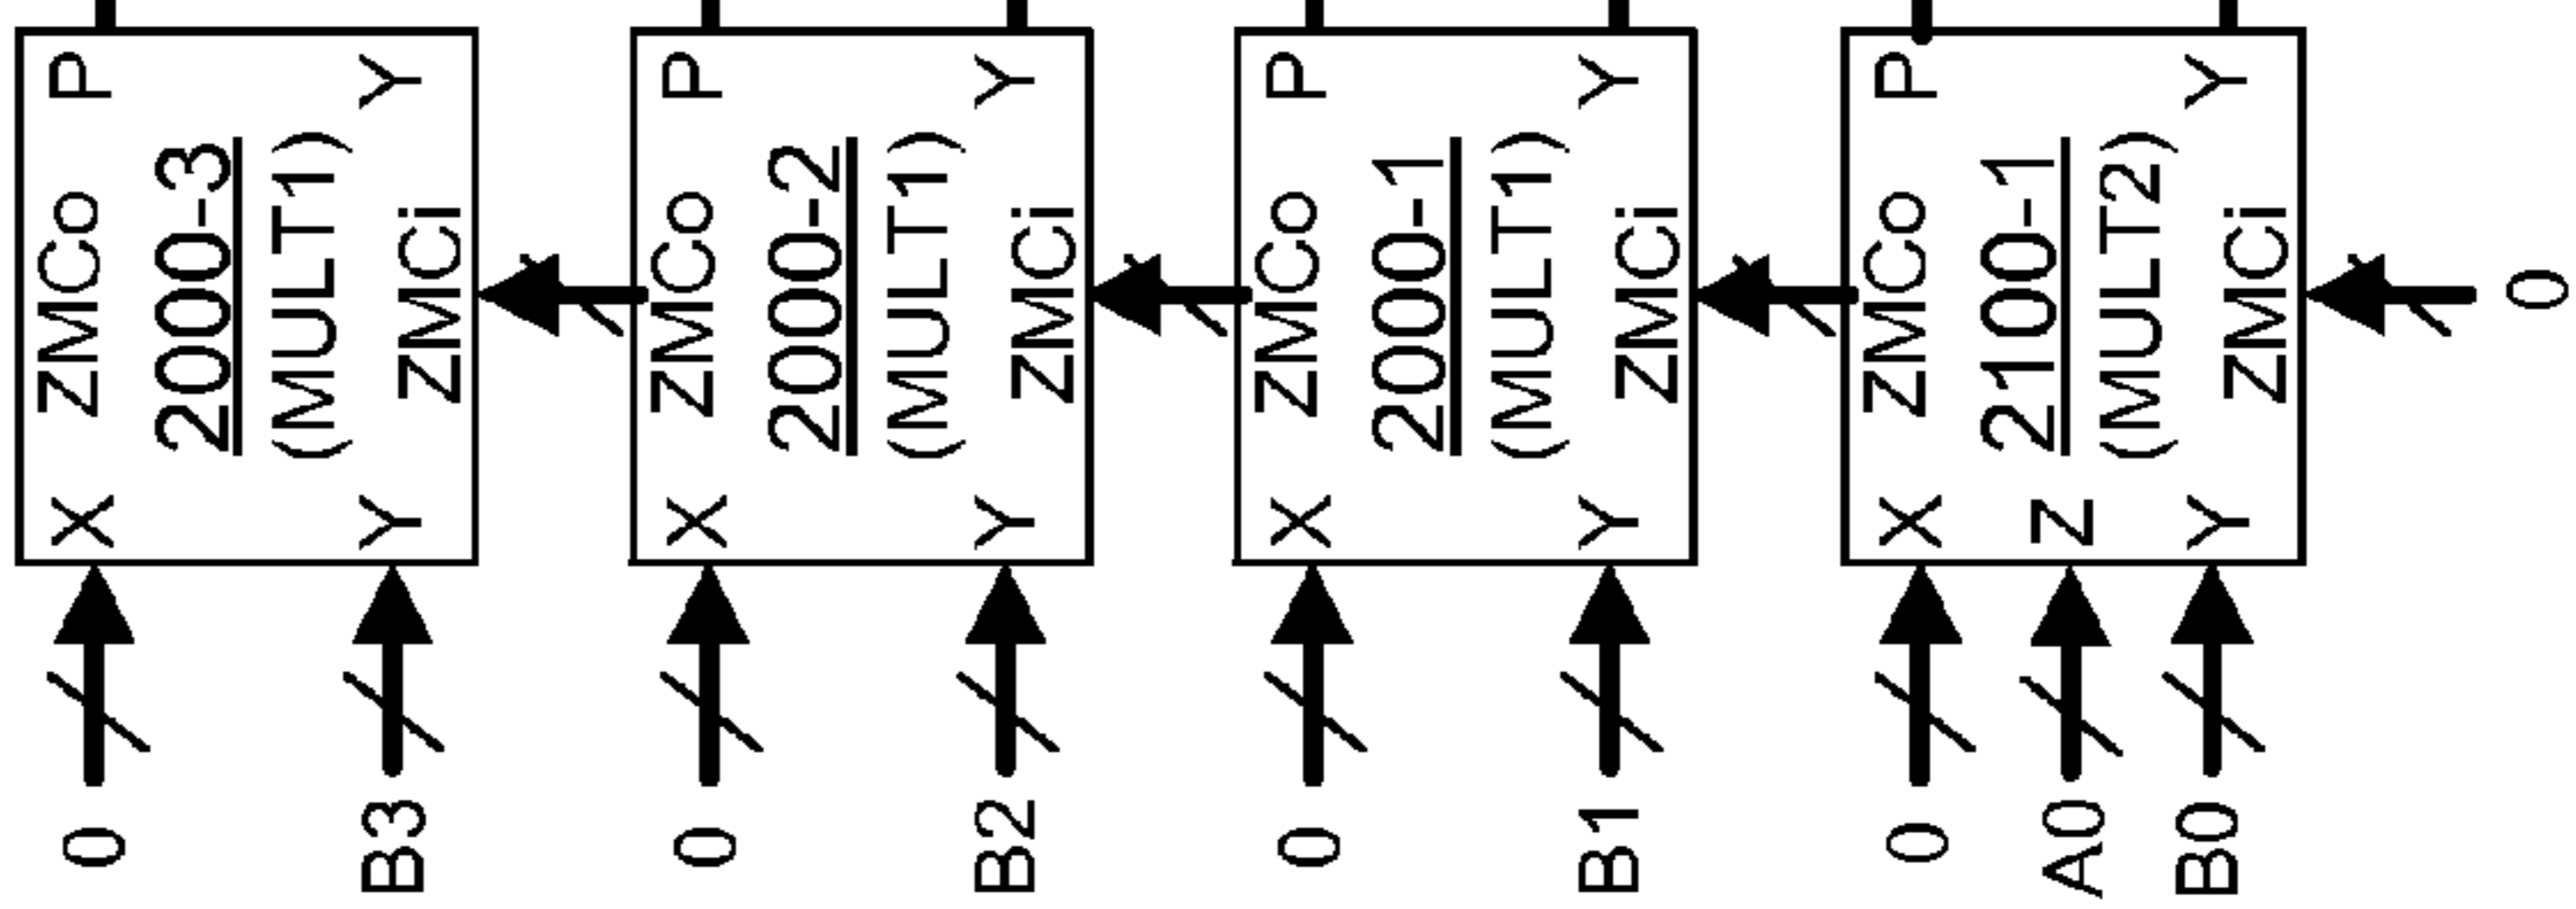 0 X ZMCo P
2000-3
(MULT1)
B3 Y Y
ZMCi
0 X ZMCo P
2000-2
(MULT1)
B2 Y Y
ZMCi
0 X ZMCo P
2000-1
(MULT1)
B1 Y Y
ZMCi
0 X ZMCo P
2100-1
A0 Z
(MULT2)
B0 Y Y
ZMCi
0